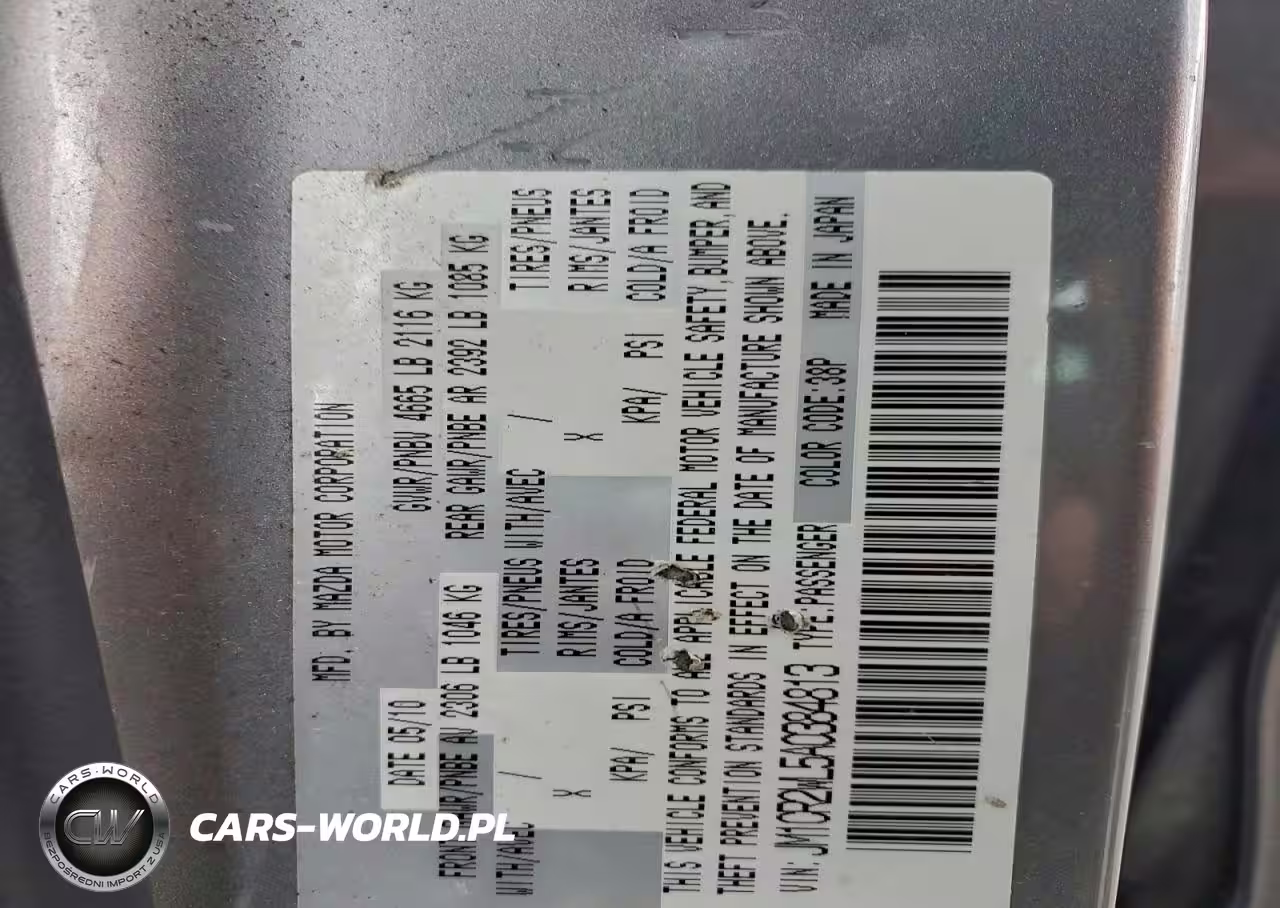 MFD. BY MAZDA MOTOR CORPORATION
DATE 05/10
GWR/PNBV 4665 LB 2116 KG
FRONT GAWR/PNBE AV 2306 LB 1046 KG
REAR GAWR/PNBE AR 2392 LB 1085 KG
WITH/AVEC
TIRES/PNEUS WITH/AVEC
TIRES/PNEUS
/
RIMS/JANTES
/
RIMS/JANTES
X
X
KPA/ PSI
COLD/A FROID
KPA/ PSI
COLD/A FROID
THIS VEHICLE CONFORMS TO ALL APPLICABLE FEDERAL MOTOR VEHICLE SAFETY, BUMPER, AND
THEFT PREVENTION STANDARDS IN EFFECT ON THE DATE OF MANUFACTURE SHOWN ABOVE.
VIN: JM1CR2WL5A0384813 TYPE: PASSENGER
COLOR CODE: 38P MADE IN JAPAN
CARS-WORLD
CW
BEZPOŚREDNI IMPORT Z USA
CARS-WORLD.PL